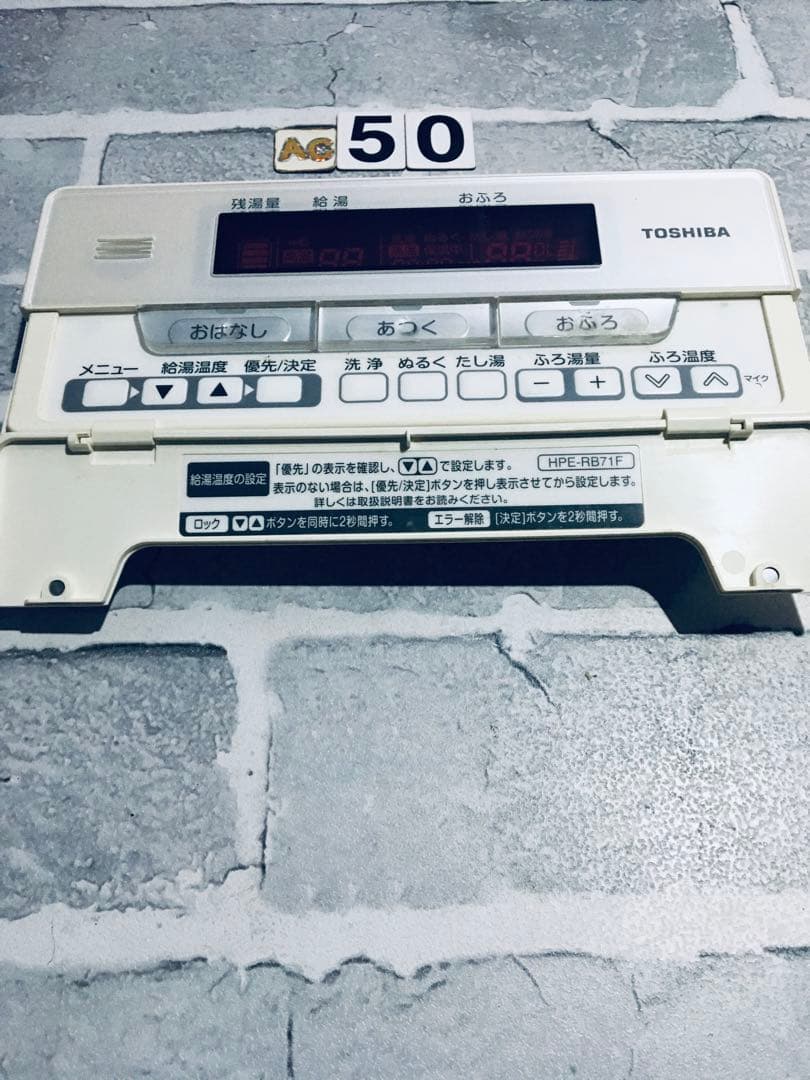 AC 50
残湯量 給湯 おふろ
TOSHIBA
おはなし あつく おふろ
メニュー 給湯温度 優先/決定 洗浄 ぬるく たし湯 ふろ湯量 ふろ温度
▼ ▲ − + マイク
給湯温度の設定 「優先」の表示を確認し、▼▲で設定します。 HPE-RB71F
表示のない場合は、[優先/決定]ボタンを押し表示させてから設定します。
詳しくは取扱説明書をお読みください。
ロック ▼▲ボタンを同時に2秒間押す。 エラー解除 [決定]ボタンを2秒間押す。